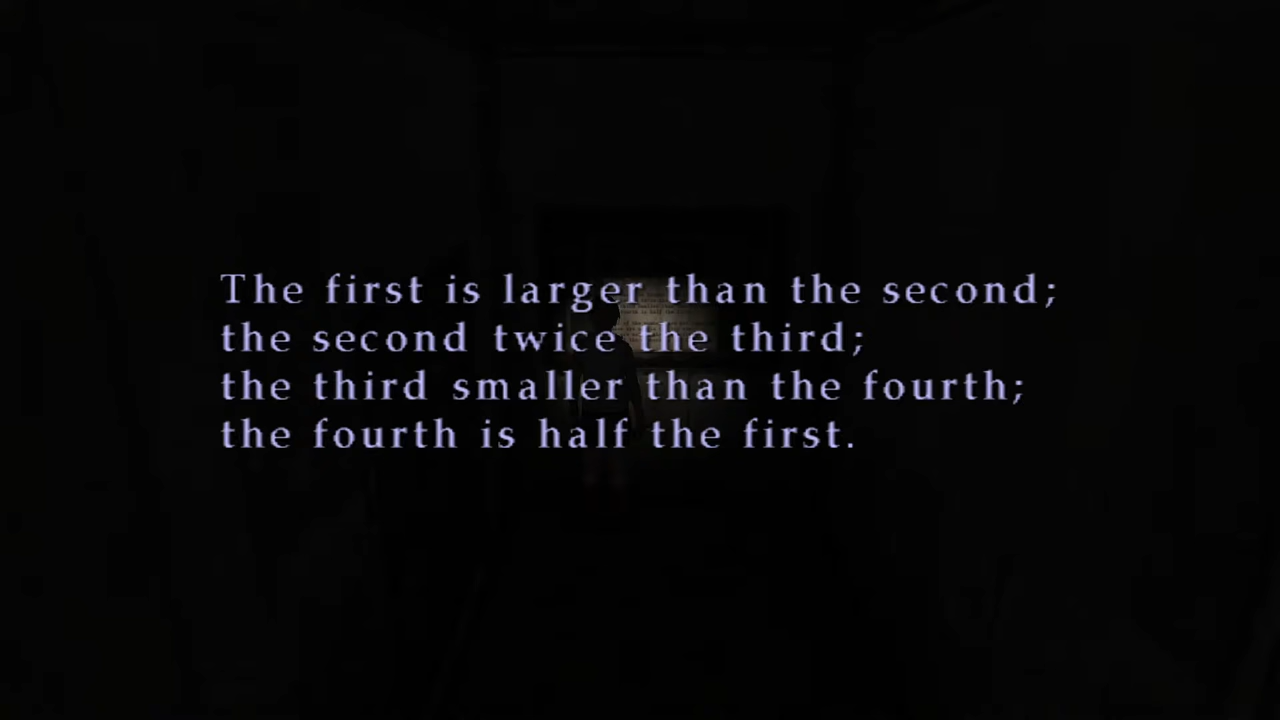 The first is larger than the second;
the second twice the third;
the third smaller than the fourth;
the fourth is half the first.